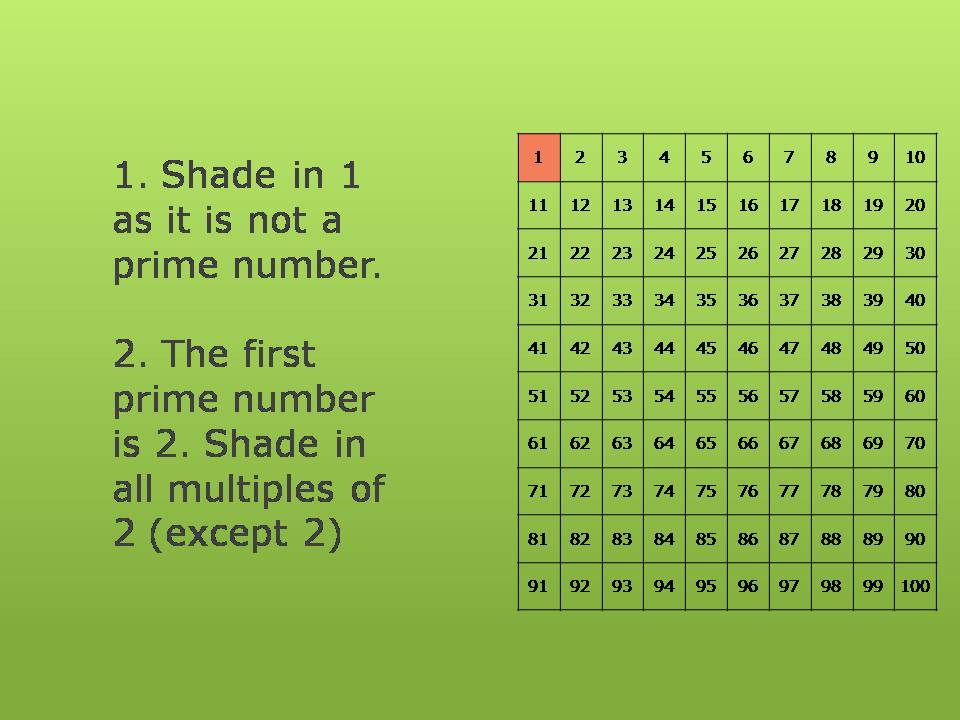 1. Shade in 1
as it is not a
prime number.
2. The first
prime number
is 2. Shade in
all multiples of
2 (except 2)
1 2 3 4 5 6 7 8 9 10
11 12 13 14 15 16 17 18 19 20
21 22 23 24 25 26 27 28 29 30
31 32 33 34 35 36 37 38 39 40
41 42 43 44 45 46 47 48 49 50
51 52 53 54 55 56 57 58 59 60
61 62 63 64 65 66 67 68 69 70
71 72 73 74 75 76 77 78 79 80
81 82 83 84 85 86 87 88 89 90
91 92 93 94 95 96 97 98 99 100